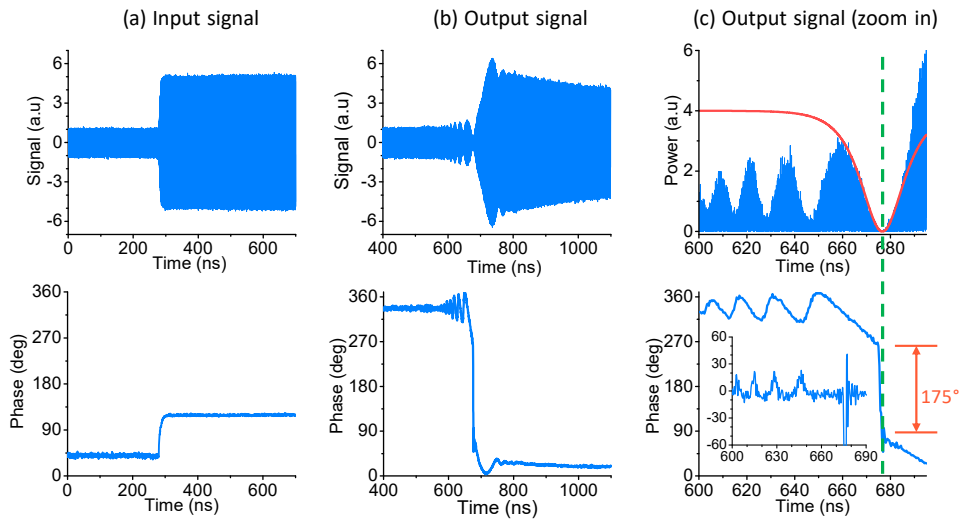 (a) Input signal
(b) Output signal
(c) Output signal (zoom in)
Signal (a.u)
6
3
0
-3
-6
0 200 400 600
Time (ns)
Signal (a.u)
6
3
0
-3
-6
400 600 800 1000
Time (ns)
Power (a.u)
6
4
2
0
600 620 640 660 680
Time (ns)
Phase (deg)
360
270
180
90
0
0 200 400 600
Time (ns)
Phase (deg)
360
270
180
90
0
400 600 800 1000
Time (ns)
Phase (deg)
360
270
180
90
0
60
30
0
-30
-60
600 630 660 690
175°
600 620 640 660 680
Time (ns)